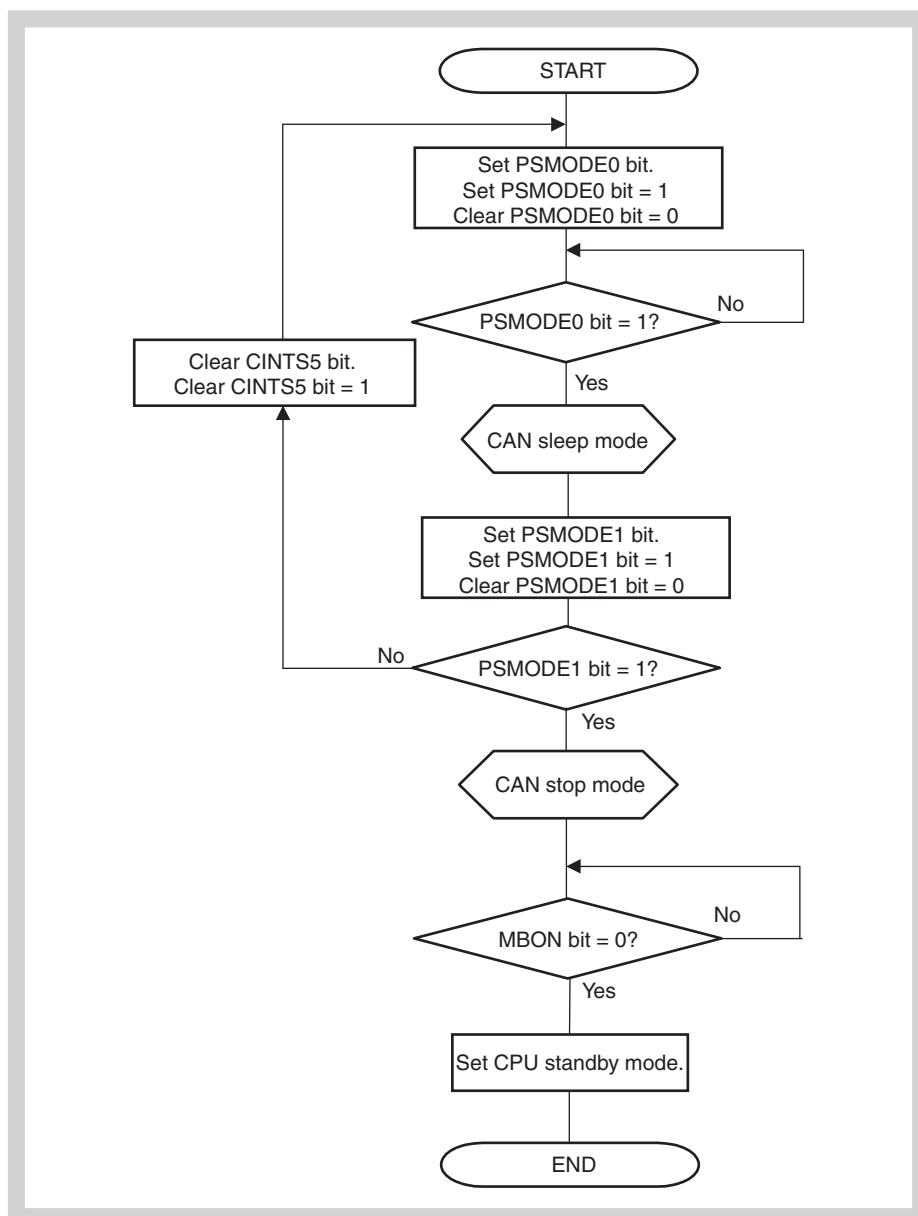 START
Set PSMODE0 bit.
Set PSMODE0 bit = 1
Clear PSMODE0 bit = 0
PSMODE0 bit = 1?
No
Clear CINTS5 bit.
Clear CINTS5 bit = 1
Yes
CAN sleep mode
Set PSMODE1 bit.
Set PSMODE1 bit = 1
Clear PSMODE1 bit = 0
No
PSMODE1 bit = 1?
Yes
CAN stop mode
No
MBON bit = 0?
Yes
Set CPU standby mode.
END